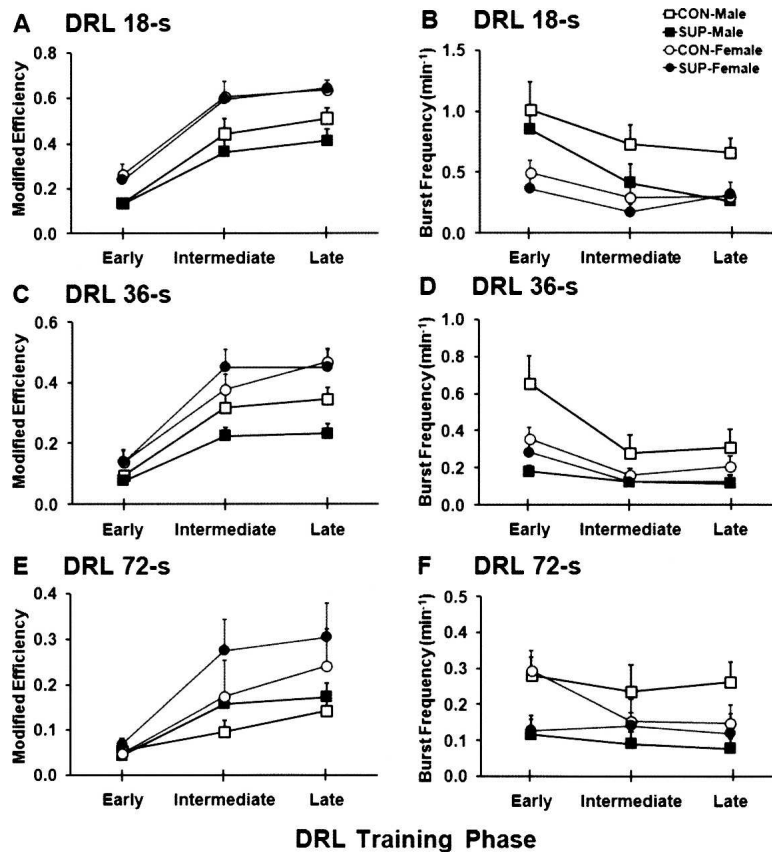 A DRL 18-s
B DRL 18-s
CON-Male
SUP-Male
CON-Female
SUP-Female
Modified Efficiency
0.8
0.6
0.4
0.2
0.0
Early Intermediate Late
Burst Frequency (min⁻¹)
1.5
1.0
0.5
0.0
Early Intermediate Late
C DRL 36-s
D DRL 36-s
Modified Efficiency
0.6
0.4
0.2
0.0
Early Intermediate Late
Burst Frequency (min⁻¹)
1.0
0.8
0.6
0.4
0.2
0.0
Early Intermediate Late
E DRL 72-s
F DRL 72-s
Modified Efficiency
0.4
0.3
0.2
0.1
0.0
Early Intermediate Late
Burst Frequency (min⁻¹)
0.5
0.4
0.3
0.2
0.1
0.0
Early Intermediate Late
DRL Training Phase